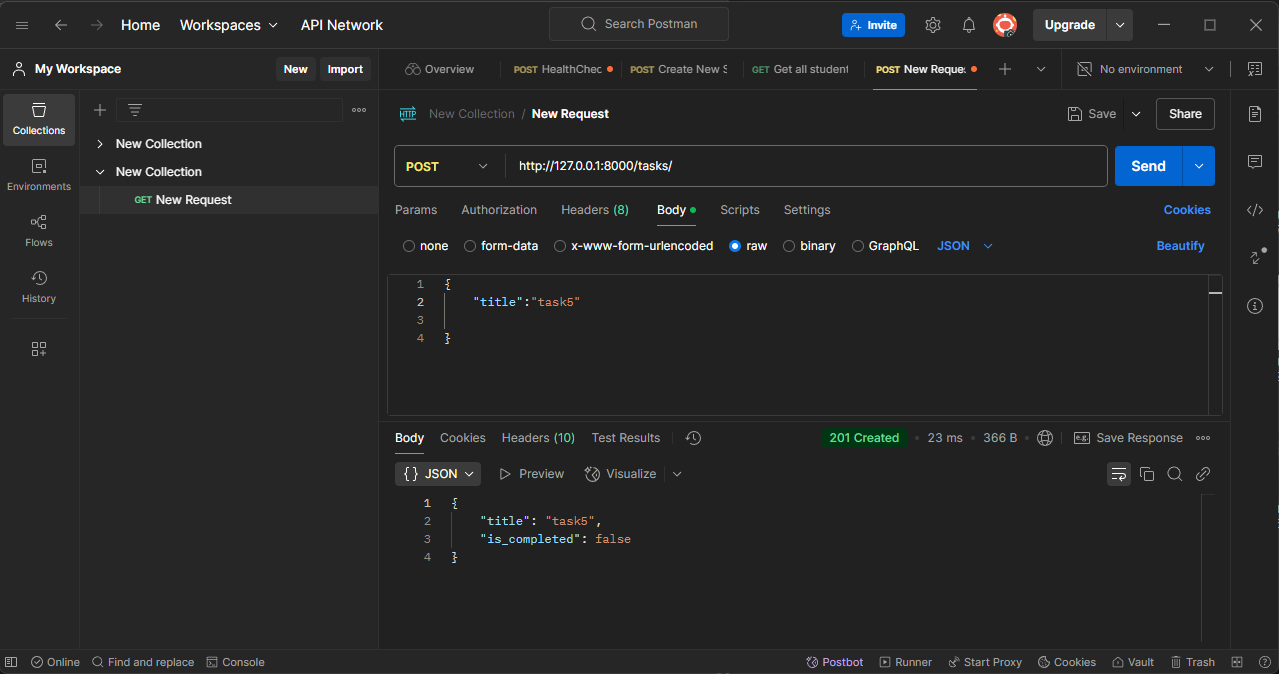 Home Workspaces API Network Search Postman Invite Upgrade
My Workspace New Import Overview POST HealthChec POST Create New S GET Get all student POST New Reque No environment
HTTP New Collection / New Request Save Share
Collections
New Collection
POST http://127.0.0.1:8000/tasks/ Send
New Collection
Environments
GET New Request
Params Authorization Headers (8) Body Scripts Settings Cookies
Flows
none form-data x-www-form-urlencoded raw binary GraphQL JSON Beautify
History
1 {
2 "title":"task5"
3
4 }
Body Cookies Headers (10) Test Results 201 Created • 23 ms • 366 B • e.g. Save Response
{} JSON Preview Visualize
1 {
2 "title": "task5",
3 "is_completed": false
4 }
Online Find and replace Console Postbot Runner Start Proxy Cookies Vault Trash